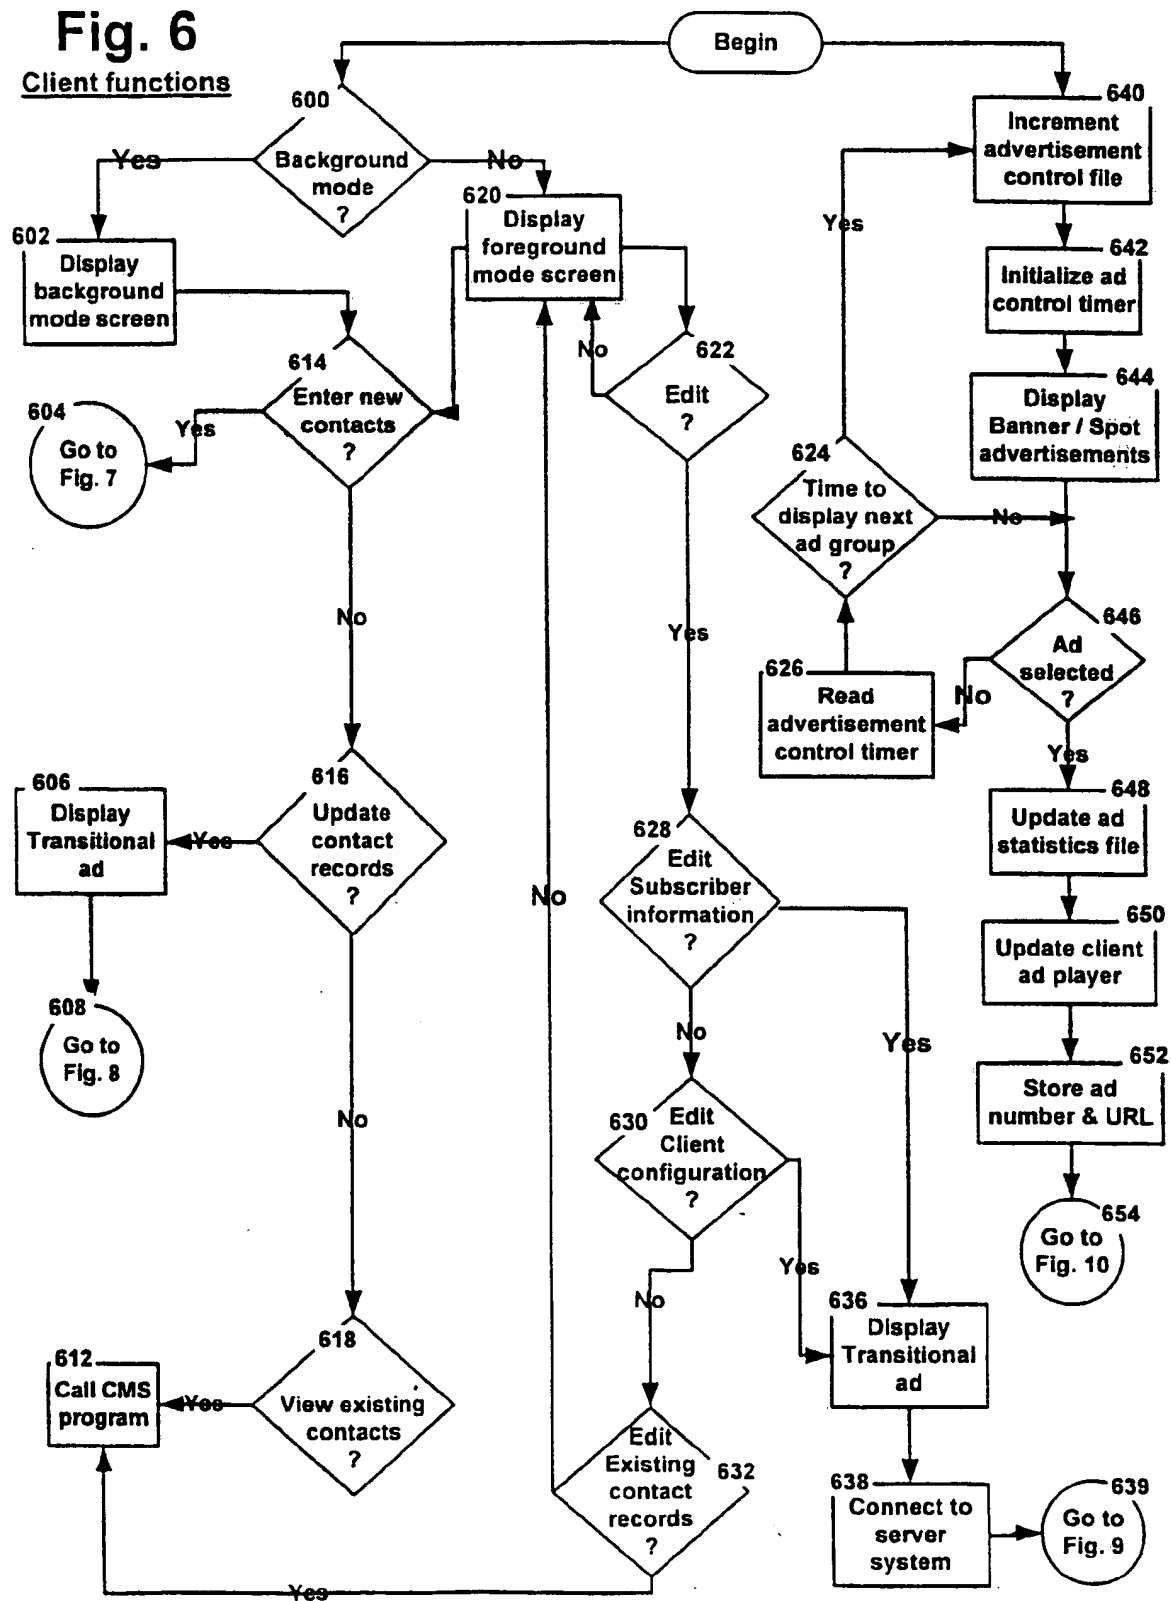 Fig. 6
Client functions
Begin
600
Background
mode
?
Yes
No
602
Display
background
mode screen
620
Display
foreground
mode screen
614
Enter new
contacts
?
Yes
604
Go to
Fig. 7
No
622
Edit
?
No
Yes
616
Update
contact
records
?
Yes
606
Display
Transitional
ad
608
Go to
Fig. 8
No
618
View existing
contacts
?
Yes
612
Call CMS
program
628
Edit
Subscriber
information
?
No
Yes
630
Edit
Client
configuration
?
Yes
No
632
Edit
Existing
contact
records
?
No
Yes
636
Display
Transitional
ad
638
Connect to
server
system
639
Go to
Fig. 9
640
Increment
advertisement
control file
642
Initialize ad
control timer
644
Display
Banner / Spot
advertisements
624
Time to
display next
ad group
?
Yes
No
626
Read
advertisement
control timer
646
Ad
selected
?
No
Yes
648
Update ad
statistics file
650
Update client
ad player
652
Store ad
number & URL
654
Go to
Fig. 10